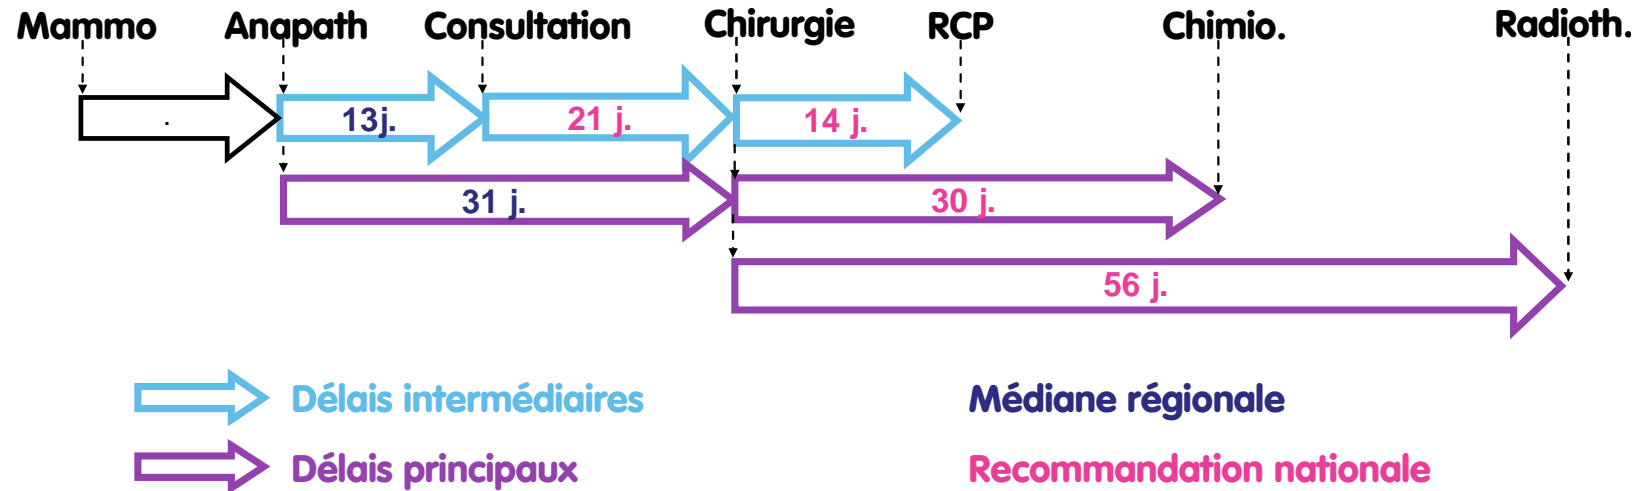 Mammo Anapath Consultation Chirurgie RCP Chimio. Radioth.
. 13j. 21 j. 14 j.
31 j. 30 j.
56 j.
Délais intermédiaires Médiane régionale
Délais principaux Recommandation nationale